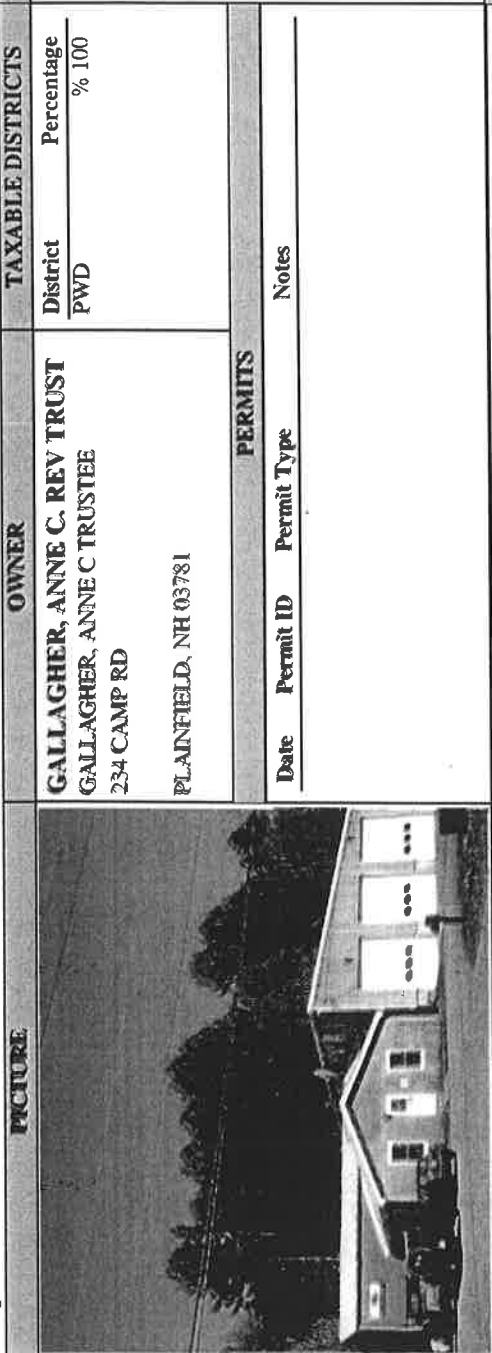 PICTURE
OWNER
TAXABLE DISTRICTS
GALLAGHER, ANNE C. REV TRUST
GALLAGHER, ANNE C TRUSTEE
234 CAMP RD
PLAINFIELD, NH 03781
District Percentage
PWD % 100
PERMITS
Date Permit ID Permit Type Notes